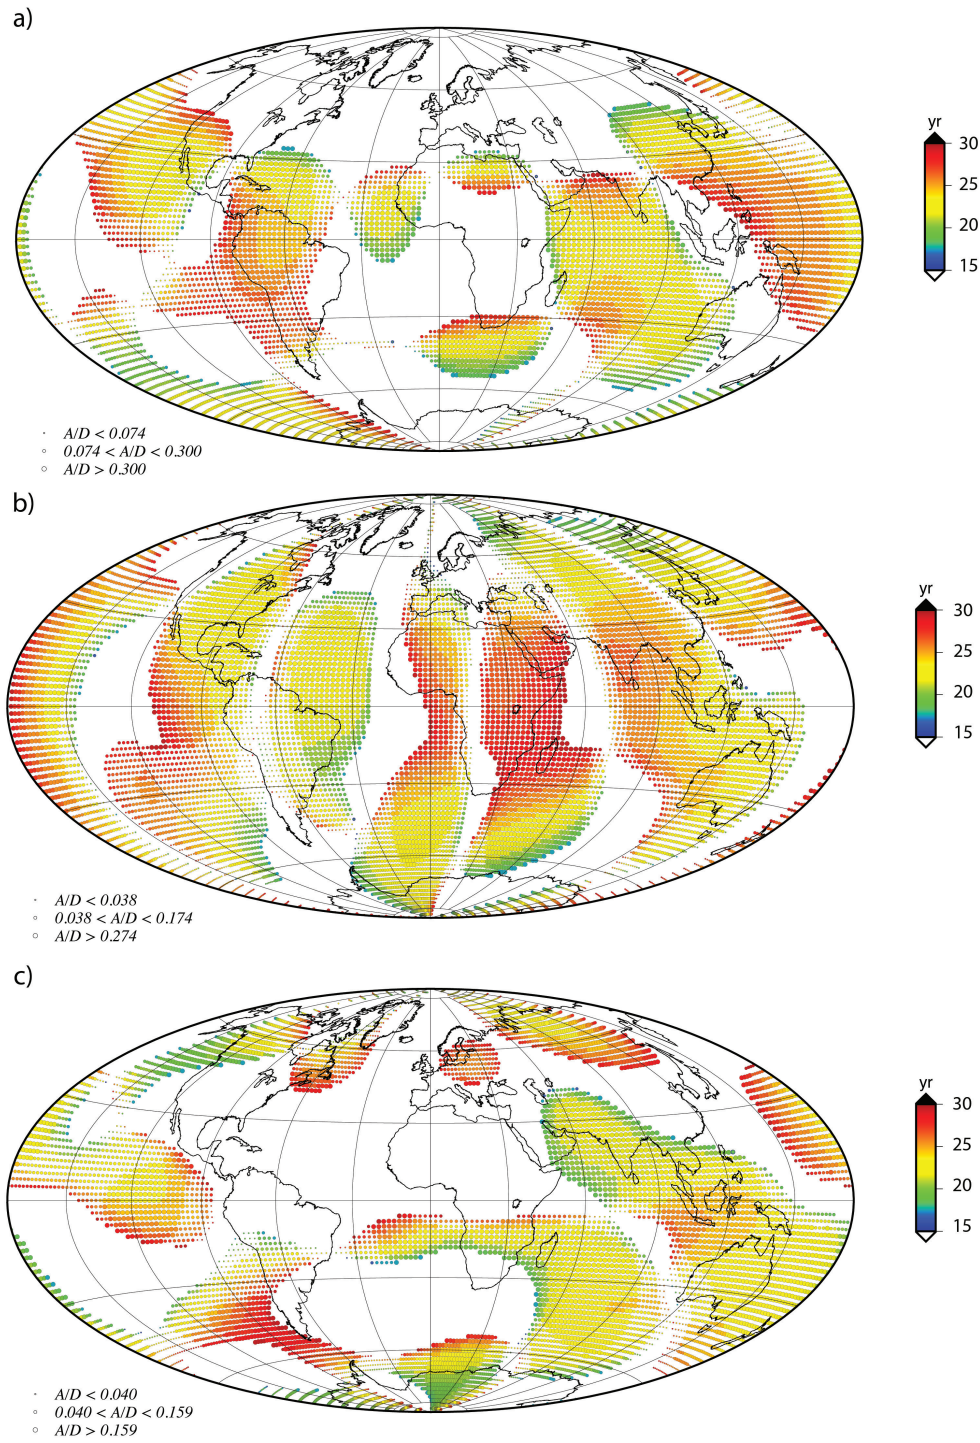 a)
yr
30
25
20
15
A/D < 0.074
0.074 < A/D < 0.300
A/D > 0.300
b)
yr
30
25
20
15
A/D < 0.038
0.038 < A/D < 0.174
A/D > 0.274
c)
yr
30
25
20
15
A/D < 0.040
0.040 < A/D < 0.159
A/D > 0.159